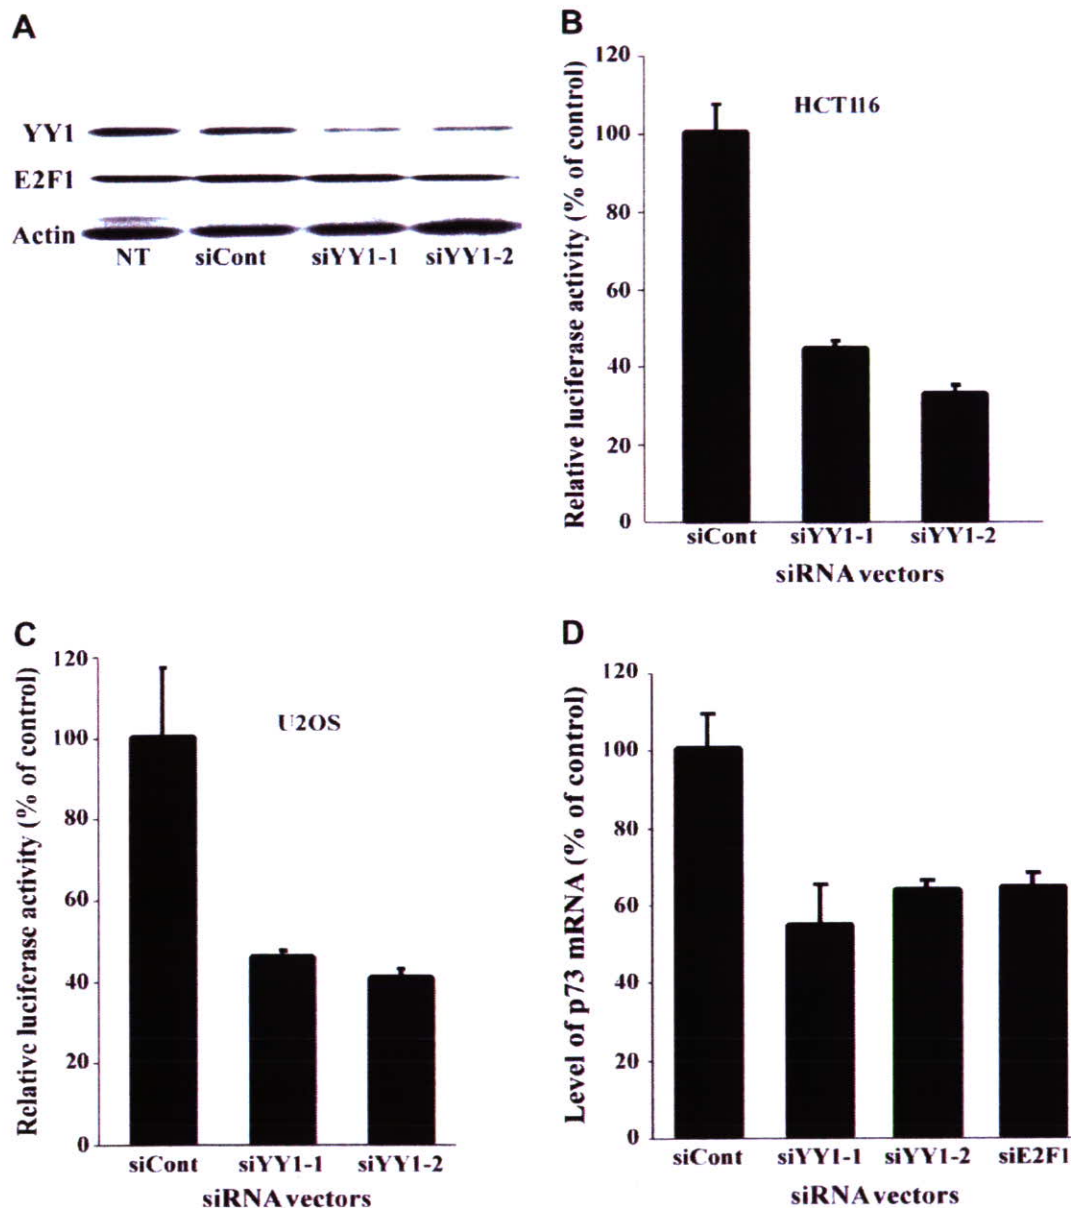 A
YY1
E2F1
Actin
NT siCont siYY1-1 siYY1-2
B
Relative luciferase activity (% of control)
120
100
80
60
40
20
0
HCT116
siCont siYY1-1 siYY1-2
siRNA vectors
C
Relative luciferase activity (% of control)
120
100
80
60
40
20
0
U2OS
siCont siYY1-1 siYY1-2
siRNA vectors
D
Level of p73 mRNA (% of control)
120
100
80
60
40
20
0
siCont siYY1-1 siYY1-2 siE2F1
siRNA vectors